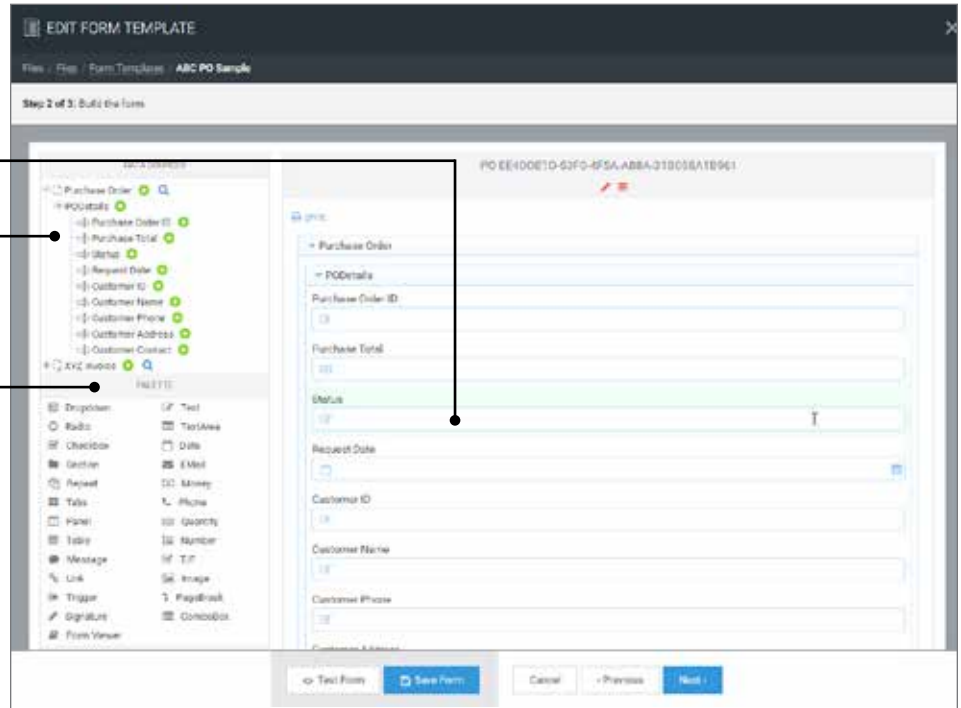 EDIT FORM TEMPLATE
Files / Files / Form Templates / ABC PO Sample
Step 2 of 3: Build the form
Purchase Order
PODetails
Purchase Order ID
Purchase Total
Status
Request Date
Customer ID
Customer Name
Customer Phone
Customer Address
Customer Contact
XYZ Invoice
PALETTE
Dropdown Text
Radio TextArea
Checkbox Date
Section EMail
Repeat Money
Tabs Phone
Panel Quantity
Table Number
Message T/F
Link Image
Trigger PageBreak
Signature ComboBox
Form Viewer
print
Purchase Order
PODetails
Purchase Order ID
Purchase Total
Status
Request Date
Customer ID
Customer Name
Customer Phone
Customer Address
Test Form Save Form Cancel ‹ Previous Next ›